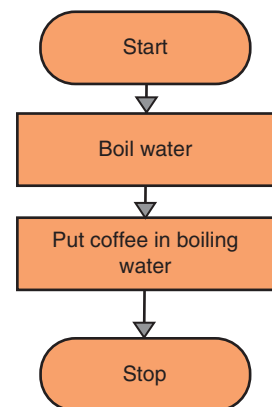 Start
Boil water
Put coffee in boiling
water
Stop